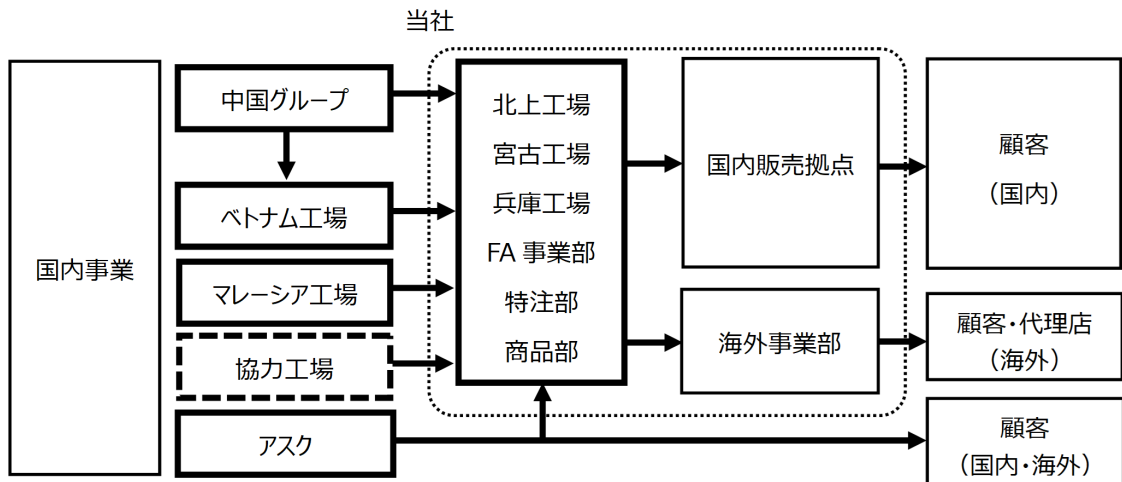 当社
国内事業
中国グループ
ベトナム工場
マレーシア工場
協力工場
アスク
北上工場
宮古工場
兵庫工場
FA 事業部
特注部
商品部
国内販売拠点
海外事業部
顧客
（国内）
顧客・代理店
（海外）
顧客
（国内・海外）